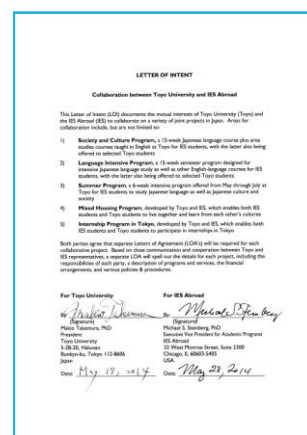 LETTER OF INTENT
Collaboration between Toyo University and IES Abroad
This Letter of Intent (LOI) documents the mutual interests of Toyo University (Toyo) and
the IES Abroad (IES) to collaborate on a variety of joint projects in Japan. Areas for
collaboration include, but are not limited to:
1) Society and Culture Program, a 15-week Japanese language course plus area
studies courses taught in English at Toyo for IES students, with the latter also being
offered to selected Toyo students
2) Language Intensive Program, a 15-week semester program designed for
intensive Japanese language study as well as other English-language courses for IES
students, with the latter also being offered to selected Toyo students
3) Summer Program, a 6-week intensive program offered from May through July at
Toyo for IES students to study Japanese language as well as Japanese culture and
society
4) Mixed Housing Program, developed by Toyo and IES, which enables both IES
students and Toyo students to live together and learn from each other's cultures
5) Internship Program in Tokyo, developed by Toyo and IES, which enables both
IES students and Toyo students to participate in internships in Tokyo
Both parties agree that separate Letters of Agreement (LOA's) will be required for each
collaborative project. Based on close communication and cooperation between Toyo and
IES representatives, a separate LOA will spell out the details for each project, including the
responsibilities of each party, a description of programs and services, the financial
arrangements, and various policies & procedures.
For Toyo University For IES Abroad
By: Makio Takemura By: Michael Steinberg
(Signature) (Signature)
Makio Takemura, PhD Michael S. Steinberg, PhD
President Executive Vice President for Academic Programs
Toyo University IES Abroad
5-28-20, Hakusan 33 West Monroe Street, Suite 2300
Bunkyo-ku, Tokyo 112-8606 Chicago, IL 60603-5405
Japan USA
Date: May 19, 2014 Date: May 28, 2014